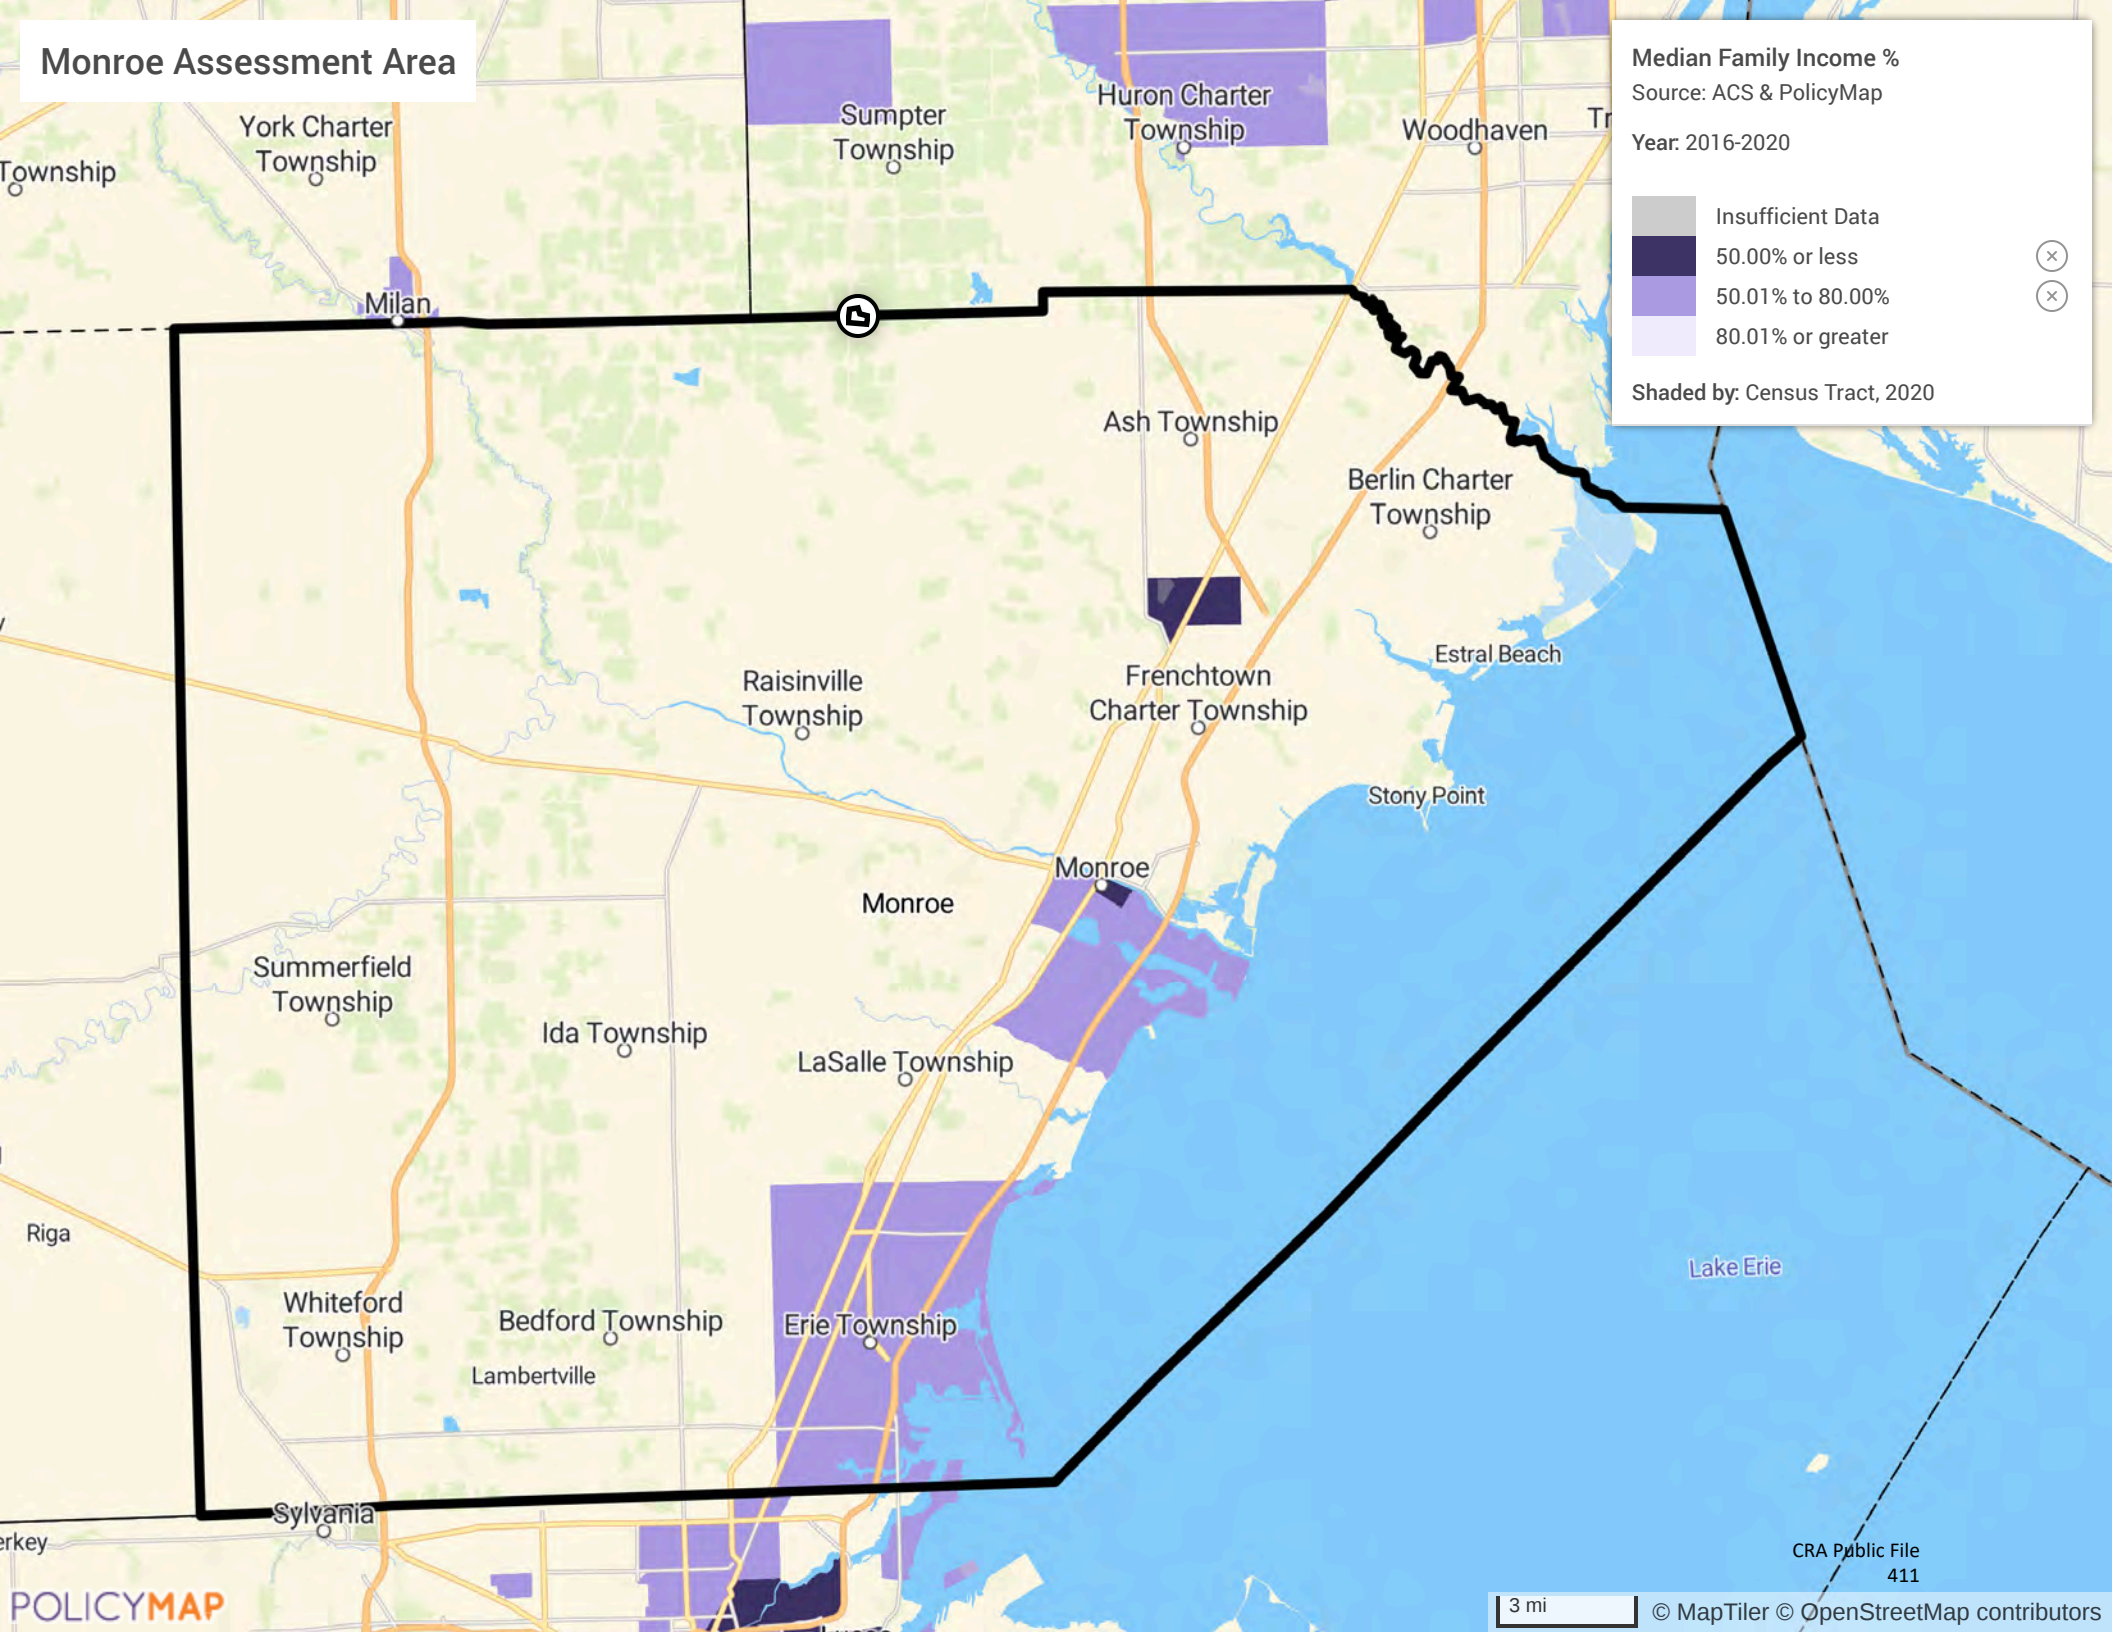 Monroe Assessment Area
Median Family Income %
Source: ACS & PolicyMap
Year: 2016-2020
Insufficient Data
50.00% or less
50.01% to 80.00%
80.01% or greater
Shaded by: Census Tract, 2020
York Charter
Township
Township
Sumpter
Township
Huron Charter
Township
Woodhaven
Tr
Milan
Ash Township
Berlin Charter
Township
Estral Beach
Raisinville
Township
Frenchtown
Charter Township
Stony Point
Monroe
Monroe
Summerfield
Township
Ida Township
LaSalle Township
Riga
Lake Erie
Whiteford
Township
Bedford Township
Erie Township
Lambertville
Sylvania
erkey
CRA Public File
411
POLICYMAP
3 mi
© MapTiler © OpenStreetMap contributors